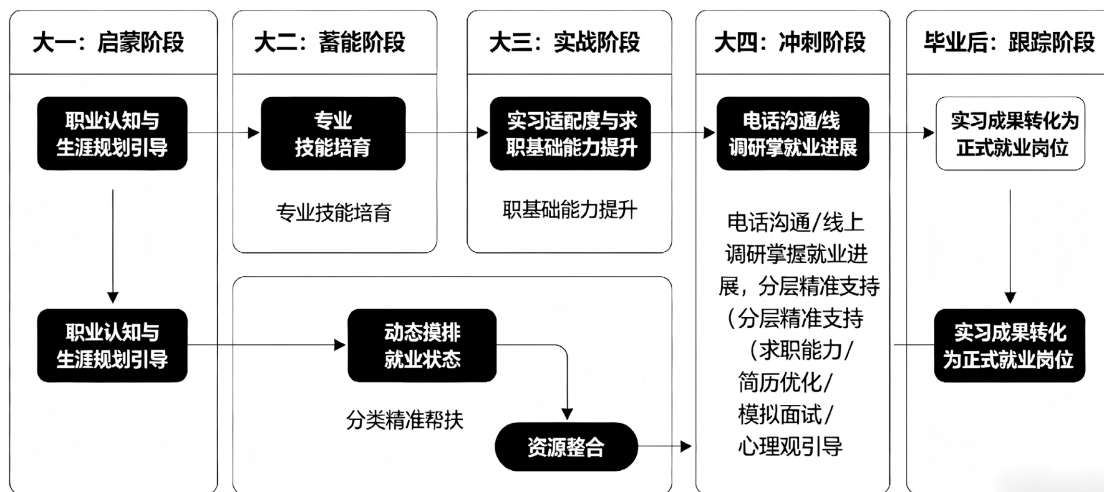 大一：启蒙阶段
职业认知与
生涯规划引导
职业认知与
生涯规划引导
大二：蓄能阶段
专业
技能培育
专业技能培育
大三：实战阶段
实习适配度与求
职基础能力提升
职基础能力提升
动态摸排
就业状态
分类精准帮扶
资源整合
大四：冲刺阶段
电话沟通/线
调研掌就业进展
电话沟通/线上
调研掌握就业进
展，分层精准支持
（分层精准支持
（求职能力/
简历优化/
模拟面试/
心理观引导
毕业后：跟踪阶段
实习成果转化为
正式就业岗位
实习成果转化
为正式就业岗位